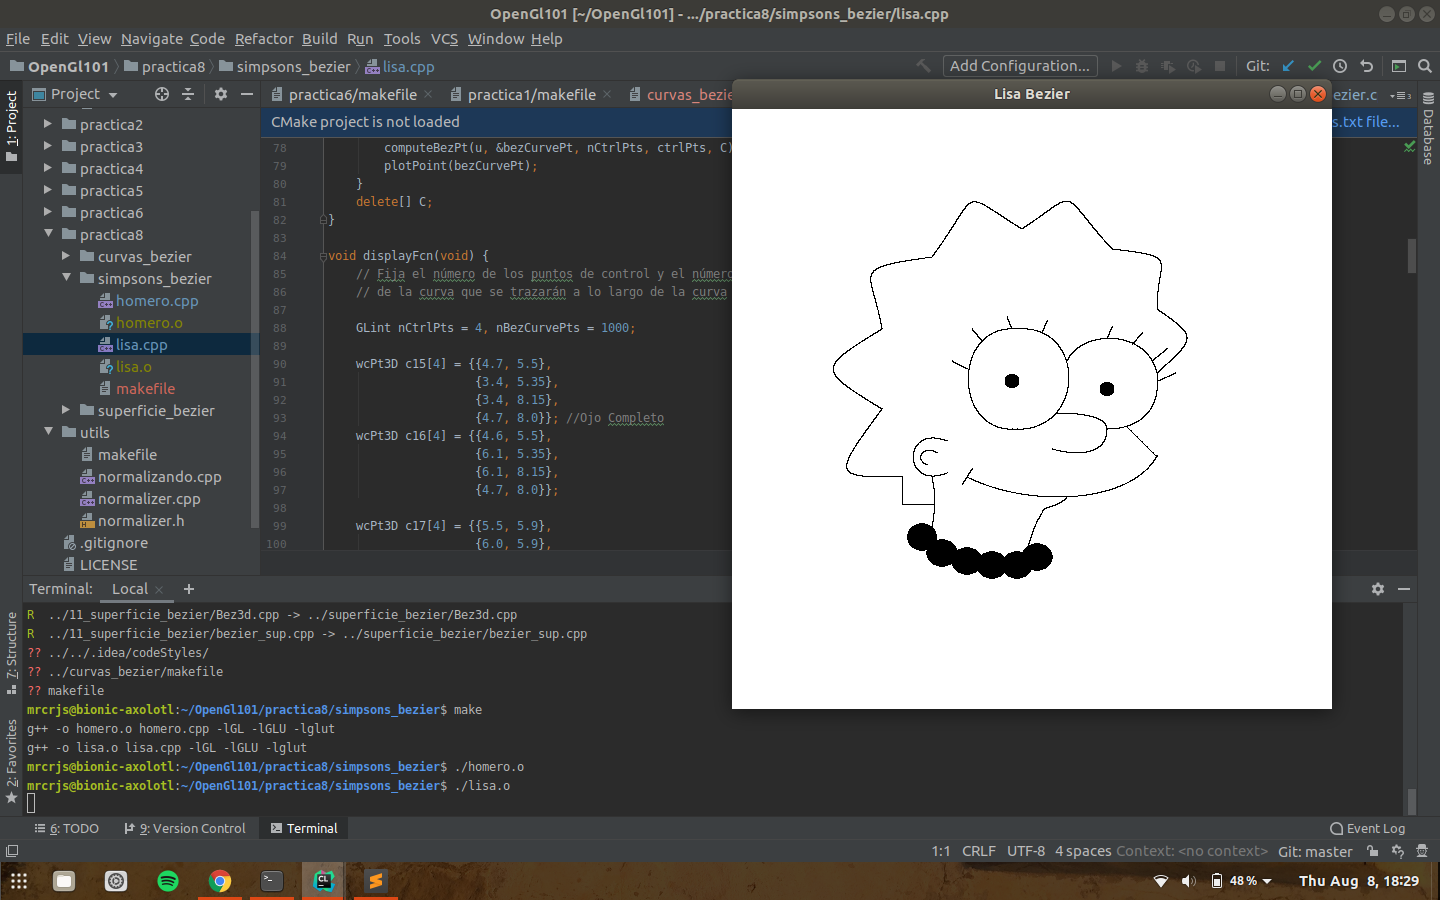 OpenGl101 [~/OpenGl101] - .../practica8/simpsons_bezier/lisa.cpp
File Edit View Navigate Code Refactor Build Run Tools VCS Window Help
OpenGl101 practica8 simpsons_bezier lisa.cpp
Add Configuration...
Git:
1: Project
Project
practica6/makefile
practica1/makefile
curvas_bezie
ezier.c
Lisa Bezier
Database
CMake project is not loaded
s.txt file...
practica2
practica3
practica4
practica5
practica6
practica8
curvas_bezier
simpsons_bezier
homero.cpp
homero.o
lisa.cpp
lisa.o
makefile
superficie_bezier
utils
makefile
normalizando.cpp
normalizer.cpp
normalizer.h
.gitignore
LICENSE
78 computeBezPt(u, &bezCurvePt, nCtrlPts, ctrlPts, C)
79 plotPoint(bezCurvePt);
80 }
81 delete[] C;
82 }
83
84 void displayFcn(void) {
85 // Fija el número de los puntos de control y el número
86 // de la curva que se trazarán a lo largo de la curva
87
88 GLint nCtrlPts = 4, nBezCurvePts = 1000;
89
90 wcPt3D c15[4] = {{4.7, 5.5},
91 {3.4, 5.35},
92 {3.4, 8.15},
93 {4.7, 8.0}}; //Ojo Completo
94 wcPt3D c16[4] = {{4.6, 5.5},
95 {6.1, 5.35},
96 {6.1, 8.15},
97 {4.7, 8.0}};
98
99 wcPt3D c17[4] = {{5.5, 5.9},
100 {6.0, 5.9},
7: Structure
2: Favorites
Terminal: Local
R ../11_superficie_bezier/Bez3d.cpp -> ../superficie_bezier/Bez3d.cpp
R ../11_superficie_bezier/bezier_sup.cpp -> ../superficie_bezier/bezier_sup.cpp
?? ../../.idea/codeStyles/
?? ../curvas_bezier/makefile
?? makefile
mrcrjs@bionic-axolotl:~/OpenGl101/practica8/simpsons_bezier$ make
g++ -o homero.o homero.cpp -lGL -lGLU -lglut
g++ -o lisa.o lisa.cpp -lGL -lGLU -lglut
mrcrjs@bionic-axolotl:~/OpenGl101/practica8/simpsons_bezier$ ./homero.o
mrcrjs@bionic-axolotl:~/OpenGl101/practica8/simpsons_bezier$ ./lisa.o
6: TODO 9: Version Control Terminal Event Log
1:1 CRLF UTF-8 4 spaces Context: <no context> Git: master
48 % Thu Aug 8, 18:29